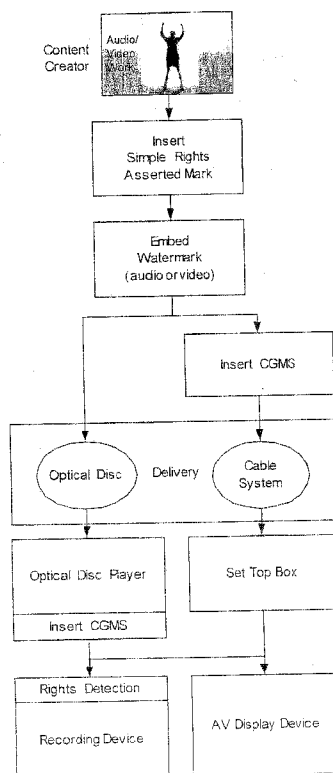 Content
Creator
Audio/
Video
Work
Insert
Simple Rights
Asserted Mark
Embed
Watermark
(audio or video)
Insert CGMS
Optical Disc
Delivery
Cable
System
Optical Disc Player
Insert CGMS
Set Top Box
Rights Detection
Recording Device
AV Display Device